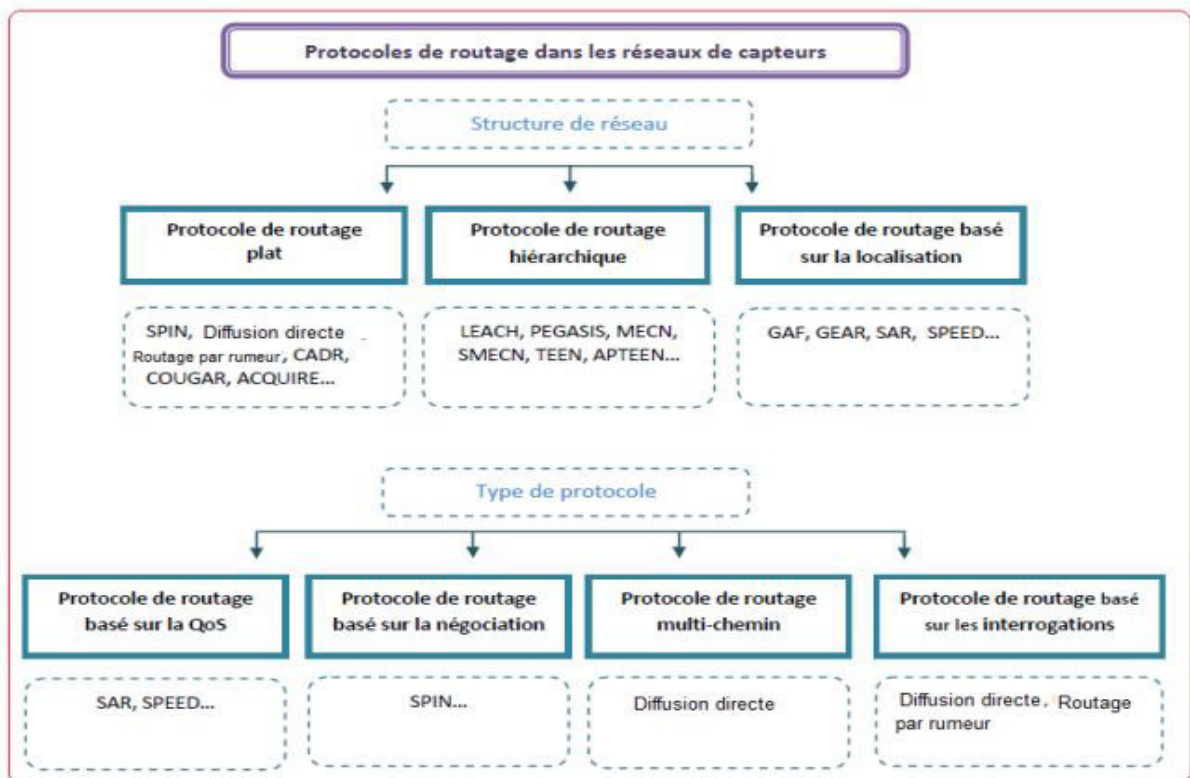 Protocoles de routage dans les réseaux de capteurs
Structure de réseau
Protocole de routage
plat
Protocole de routage
hiérarchique
Protocole de routage basé
sur la localisation
SPIN, Diffusion directe .
Routage par rumeur, CADR,
COUGAR, ACQUIRE...
LEACH, PEGASIS, MECN,
SMECN, TEEN, APTEEN...
GAF, GEAR, SAR, SPEED...
Type de protocole
Protocole de routage
basé sur la QoS
Protocole de routage
basé sur la négociation
Protocole de routage
multi-chemin
Protocole de routage basé
sur les interrogations
SAR, SPEED...
SPIN...
Diffusion directe
Diffusion directe, Routage
par rumeur